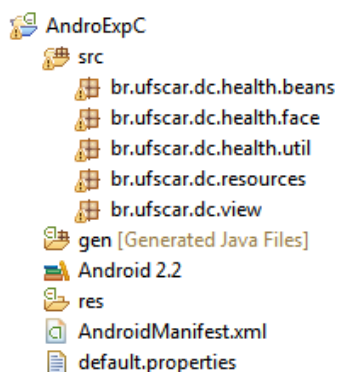 AndroExpC
src
br.ufscar.dc.health.beans
br.ufscar.dc.health.face
br.ufscar.dc.health.util
br.ufscar.dc.resources
br.ufscar.dc.view
gen [Generated Java Files]
Android 2.2
res
AndroidManifest.xml
default.properties